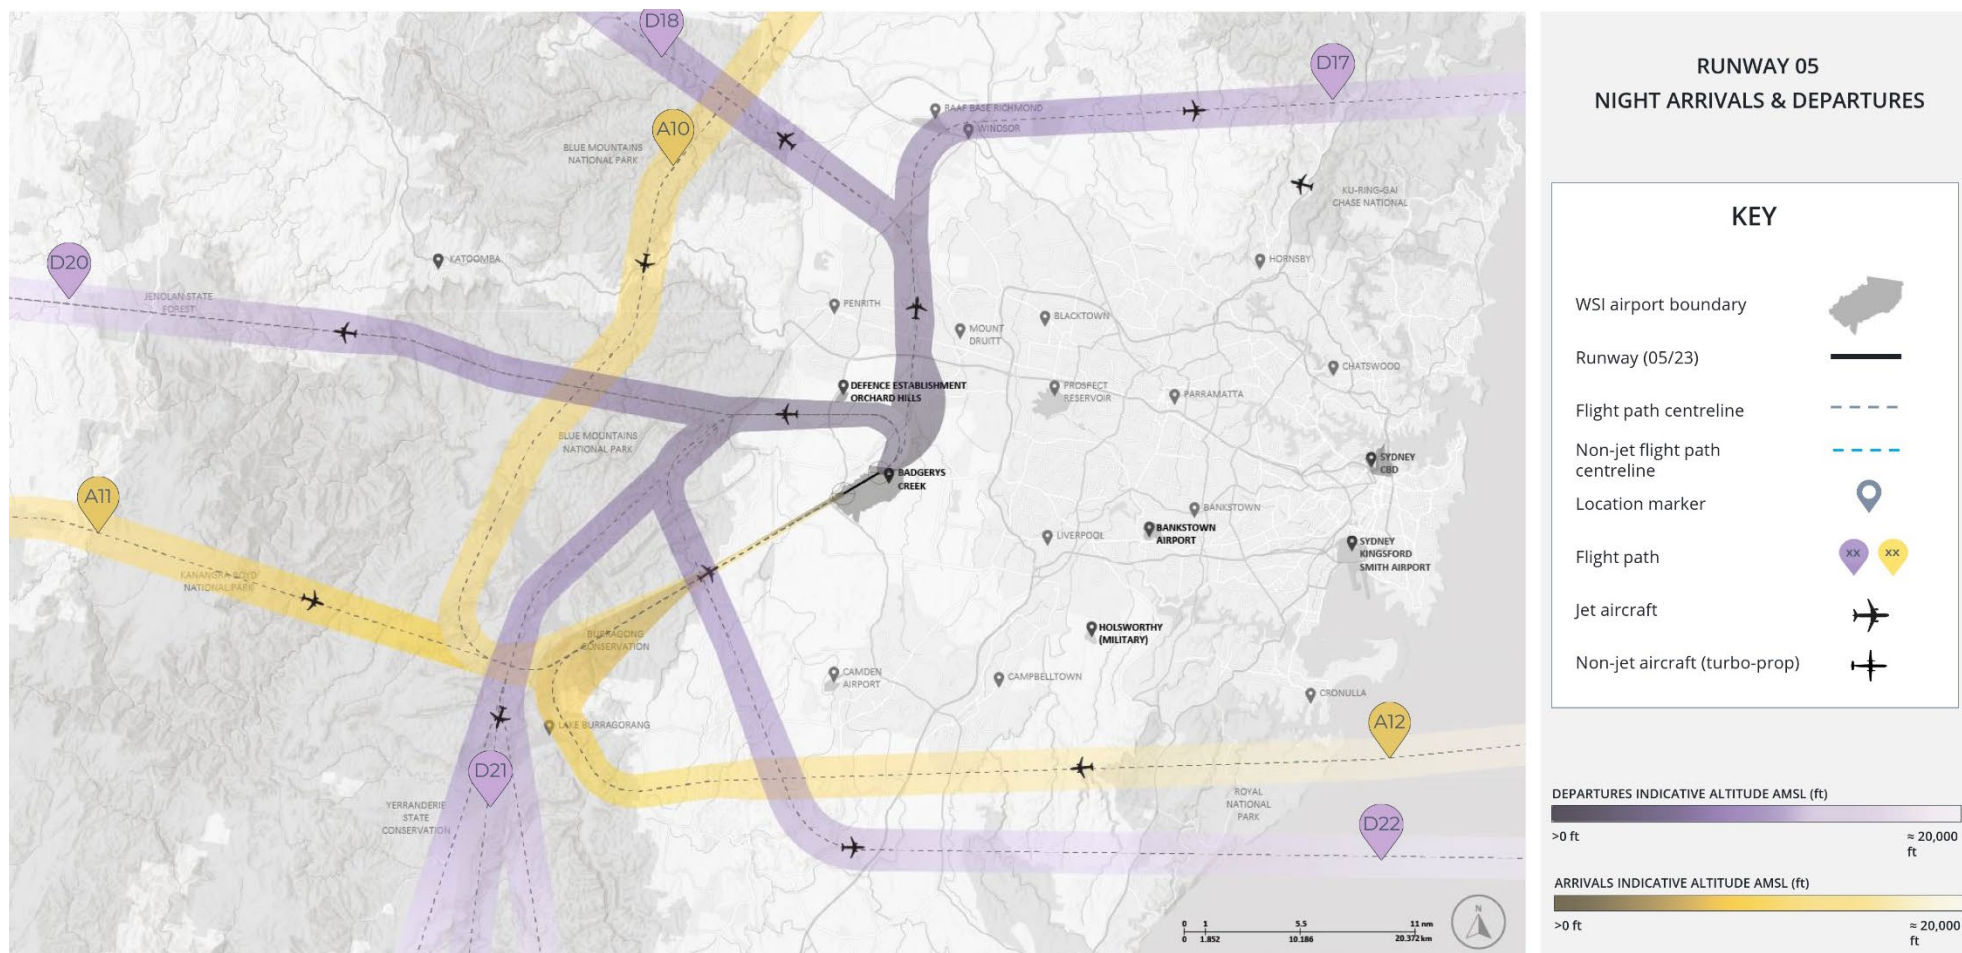 D18
D17
RAAF BASE RICHMOND
WINDSOR
A10
BLUE MOUNTAINS
NATIONAL PARK
KU-RING-GAI
CHASE NATIONAL
D20
KATOOMBA
HORNSBY
JENOLAN STATE
FOREST
PENRITH
BLACKTOWN
MOUNT
DRUITT
CHATSWOOD
DEFENCE ESTABLISHMENT
ORCHARD HILLS
PROSPECT
RESERVOIR
PARRAMATTA
BLUE MOUNTAINS
NATIONAL PARK
SYDNEY
CBD
BADGERYS
CREEK
A11
BANKSTOWN
BANKSTOWN
AIRPORT
LIVERPOOL
SYDNEY
KINGSFORD
SMITH AIRPORT
KANANGRA-BOYD
NATIONAL PARK
BURRAGONG
CONSERVATION
HOLSWORTHY
(MILITARY)
CAMDEN
AIRPORT
CAMPBELLTOWN
CRONULLA
LAKE BURRAGORANG
A12
D21
YERRANDERIE
STATE
CONSERVATION
ROYAL
NATIONAL
PARK
D22
N
0 1 5.5 11 nm
0 1.852 10.186 20.372 km
RUNWAY 05
NIGHT ARRIVALS & DEPARTURES
KEY
WSI airport boundary
Runway (05/23)
Flight path centreline
Non-jet flight path
centreline
Location marker
Flight path
XX XX
Jet aircraft
Non-jet aircraft (turbo-prop)
DEPARTURES INDICATIVE ALTITUDE AMSL (ft)
>0 ft ≈ 20,000
ft
ARRIVALS INDICATIVE ALTITUDE AMSL (ft)
>0 ft ≈ 20,000
ft